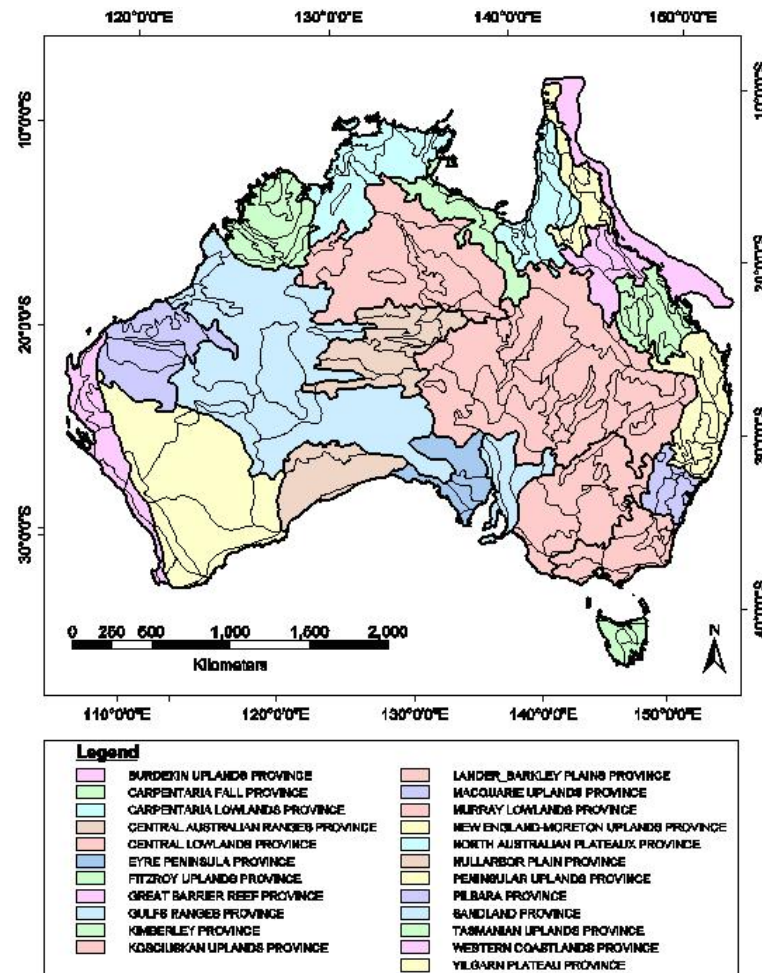 120°0'0"E 130°0'0"E 140°0'0"E 150°0'0"E
10°0'0"S
10°0'0"S
20°0'0"S
20°0'0"S
30°0'0"S
30°0'0"S
40°0'0"S
0 250 500 1,000 1,500 2,000
Kilometers
N
110°0'0"E 120°0'0"E 130°0'0"E 140°0'0"E 150°0'0"E
Legend
BURDEKIN UPLANDS PROVINCE
CARPENTARIA FALL PROVINCE
CARPENTARIA LOWLANDS PROVINCE
CENTRAL AUSTRALIAN RANGES PROVINCE
CENTRAL LOWLANDS PROVINCE
EYRE PENINSULA PROVINCE
FITZROY UPLANDS PROVINCE
GREAT BARRIER REEF PROVINCE
GULFS RANGES PROVINCE
KIMBERLEY PROVINCE
KOSCIUSKAN UPLANDS PROVINCE
LANDER_BARKLEY PLAINS PROVINCE
MACQUARIE UPLANDS PROVINCE
MURRAY LOWLANDS PROVINCE
NEW ENGLAND-MORETON UPLANDS PROVINCE
NORTH AUSTRALIAN PLATEAUX PROVINCE
NULLARBOR PLAIN PROVINCE
PENINSULAR UPLANDS PROVINCE
PILBARA PROVINCE
SANDLAND PROVINCE
TASMANIAN UPLANDS PROVINCE
WESTERN COASTLANDS PROVINCE
YILGARN PLATEAU PROVINCE